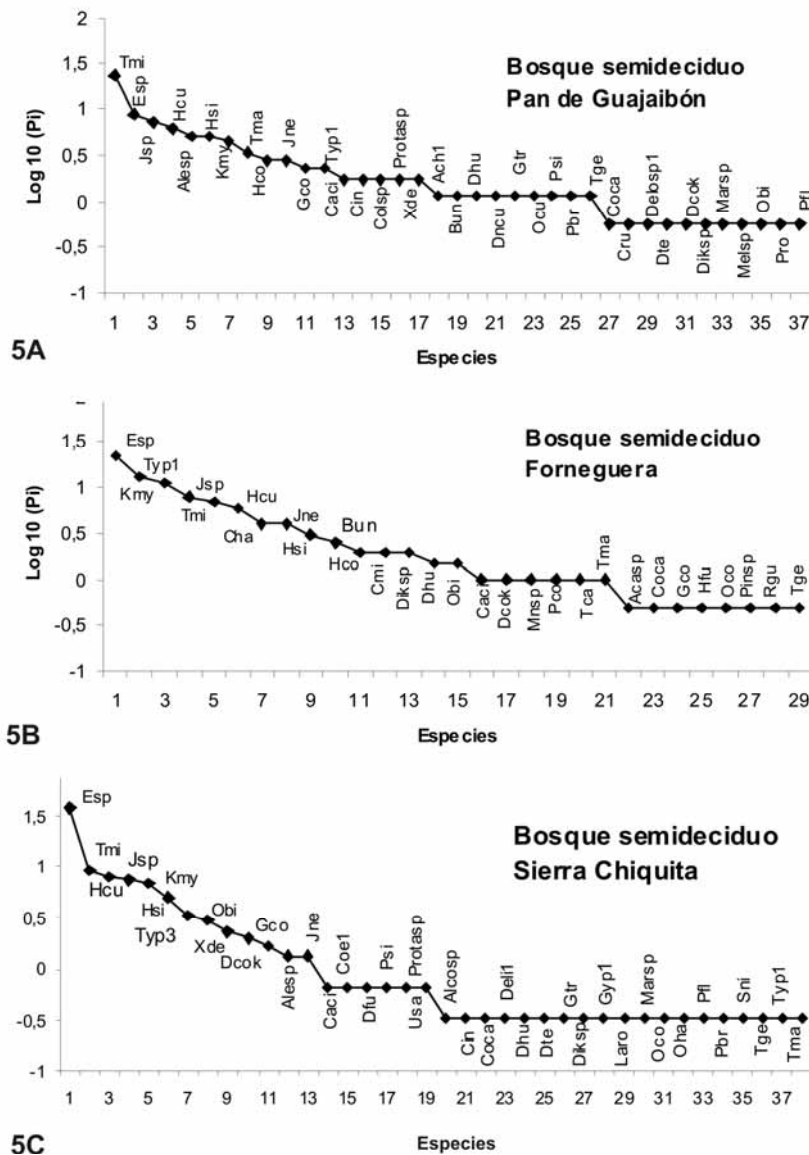 2
1,5
1
0,5
0
-0,5
-1
Log 10 (Pi)
Bosque semideciduo
Pan de Guajaibón
Tmi
Esp
Jsp
Hcu
Alesp
Hsi
Kmy
Tma
Hco
Jne
Gco
Typ1
Caci
Cin
Colsp
Protasp
Xde
Ach1
Bun
Dhu
Dncu
Gtr
Ocu
Psi
Pbr
Tge
Coca
Cru
Dte
Dcok
Diksp
Marsp
Melsp
Obi
Pro
Pfl
1 3 5 7 9 11 13 15 17 19 21 23 25 27 29 31 33 35 37
5A
Especies
1,5
1
0,5
0
-0,5
-1
Log 10 (Pi)
Bosque semideciduo
Forneguera
Esp
Kmy
Typ1
Tmi
Jsp
Hcu
Cha
Jne
Hsi
Bun
Hco
Cmi
Diksp
Dhu
Obi
Caci
Dcok
Mnsp
Pco
Tca
Tma
Acasp
Coca
Gco
Hfu
Oco
Pinsp
Rgu
Tge
1 3 5 7 9 11 13 15 17 19 21 23 25 27 29
5B
Especies
1,5
1
0,5
0
-0,5
-1
Bosque semideciduo
Sierra Chiquita
Esp
Tmi
Hcu
Jsp
Hsi
Kmy
Typ3
Obi
Xde
Dcok
Gco
Alesp
Jne
Caci
Coe1
Dfu
Psi
Usa
Protasp
Alcosp
Cin
Coca
Deli1
Dhu
Dte
Gtr
Diksp
Gyp1
Laro
Marsp
Oco
Oha
Pfl
Pbr
Sni
Tge
Typ1
Tma
1 3 5 7 9 11 13 15 17 19 21 23 25 27 29 31 33 35 37
5C
Especies